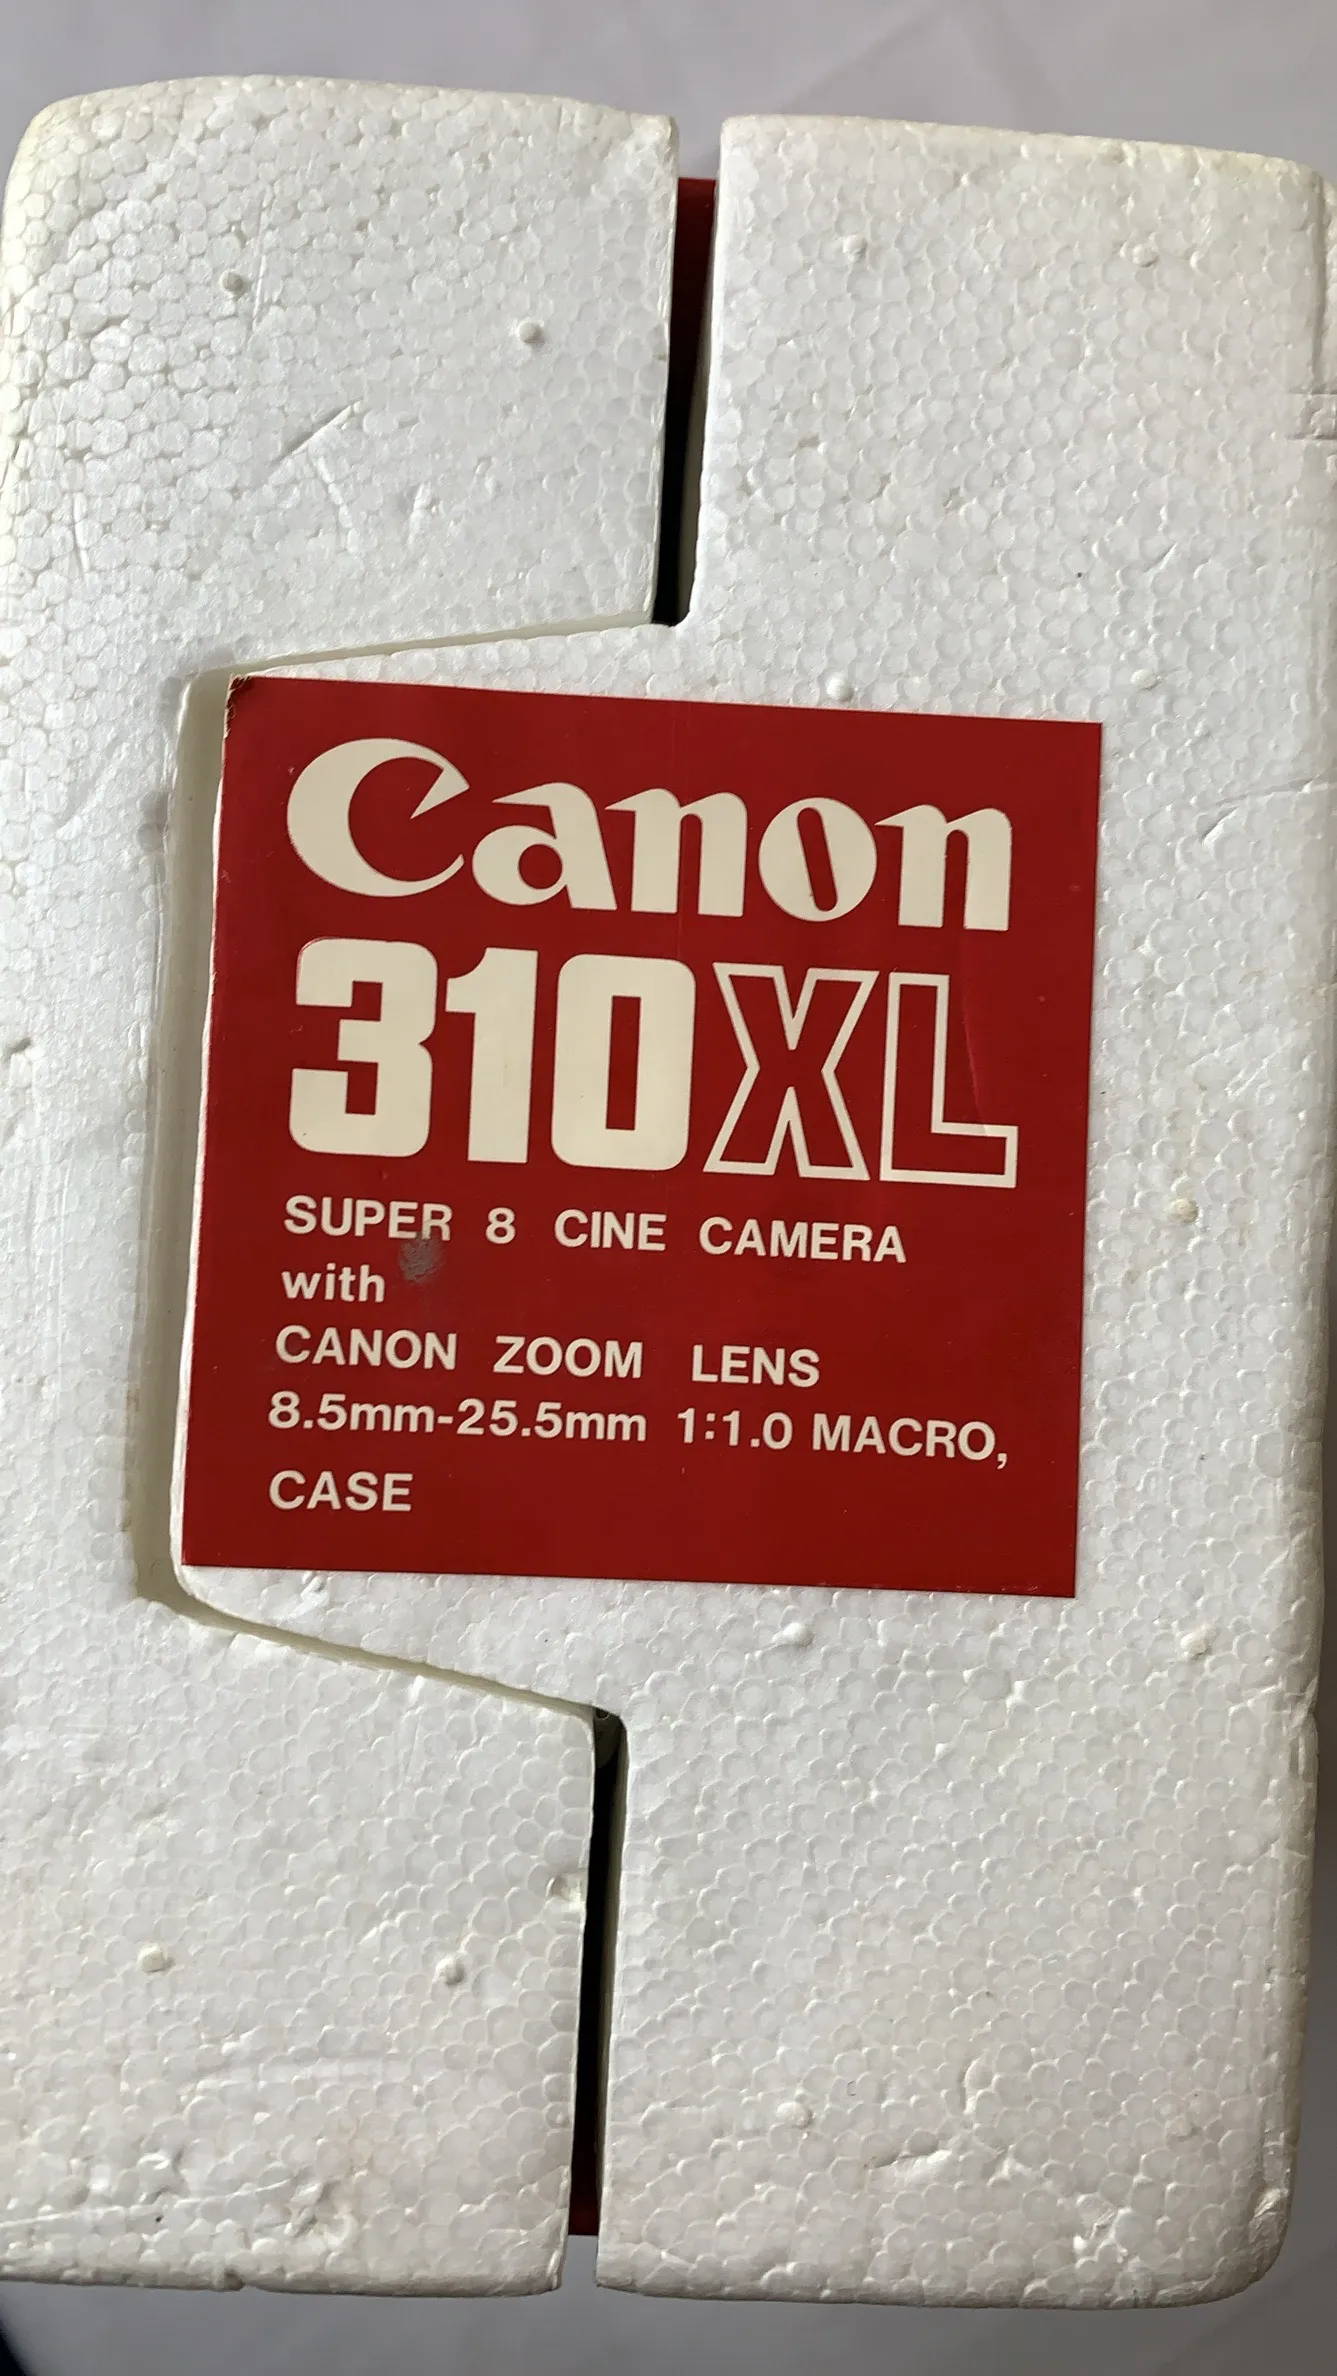 Canon
310XL
SUPER 8 CINE CAMERA
with
CANON ZOOM LENS
8.5mm-25.5mm 1:1.0 MACRO,
CASE